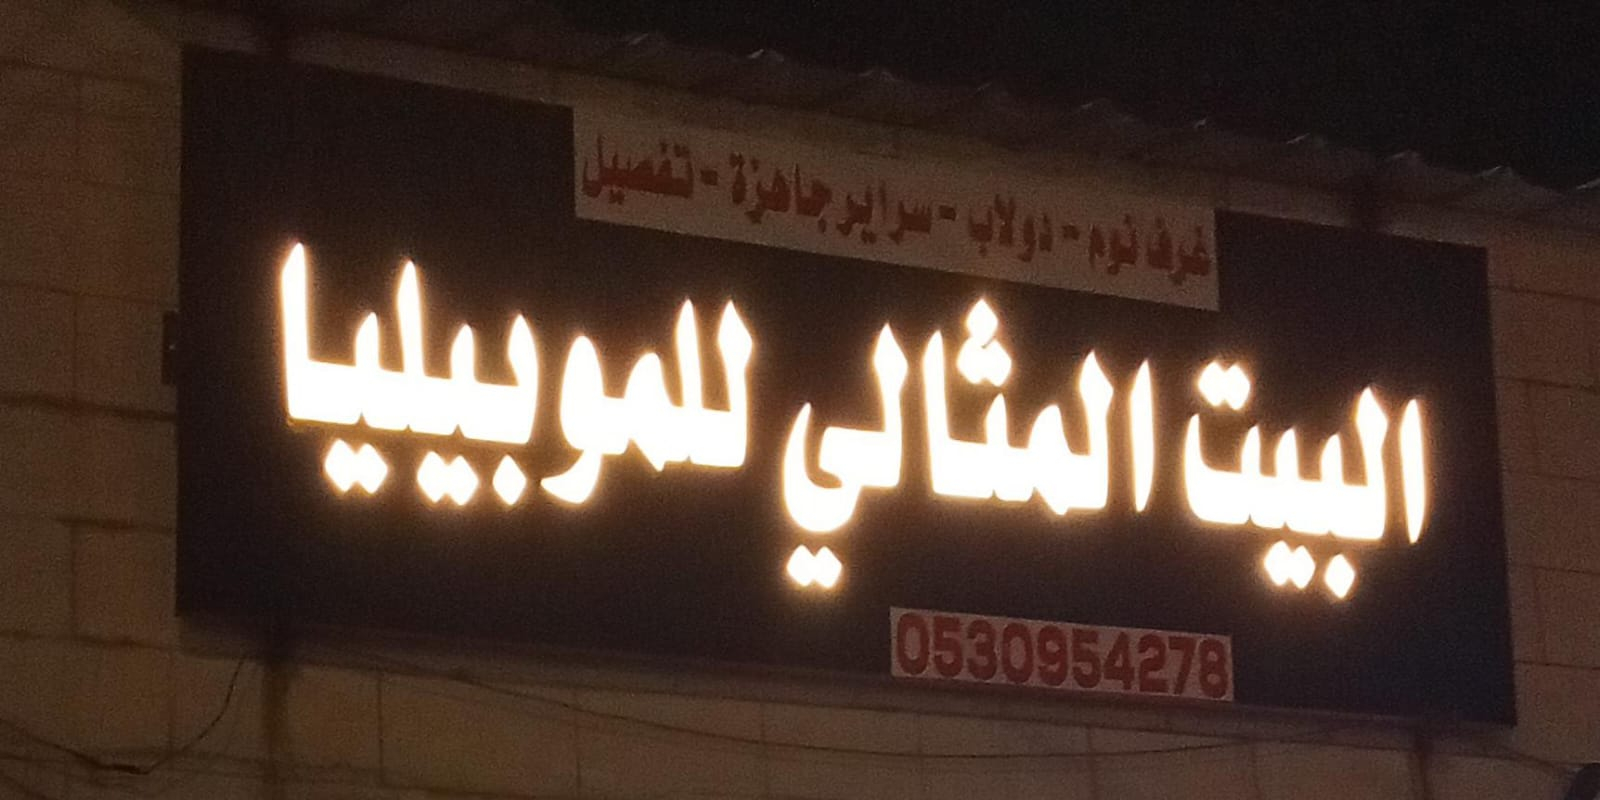 غرف نوم - دولاب - سراير جاهزة - تفصيل
البيت المثالي للموبيليا
0530954278